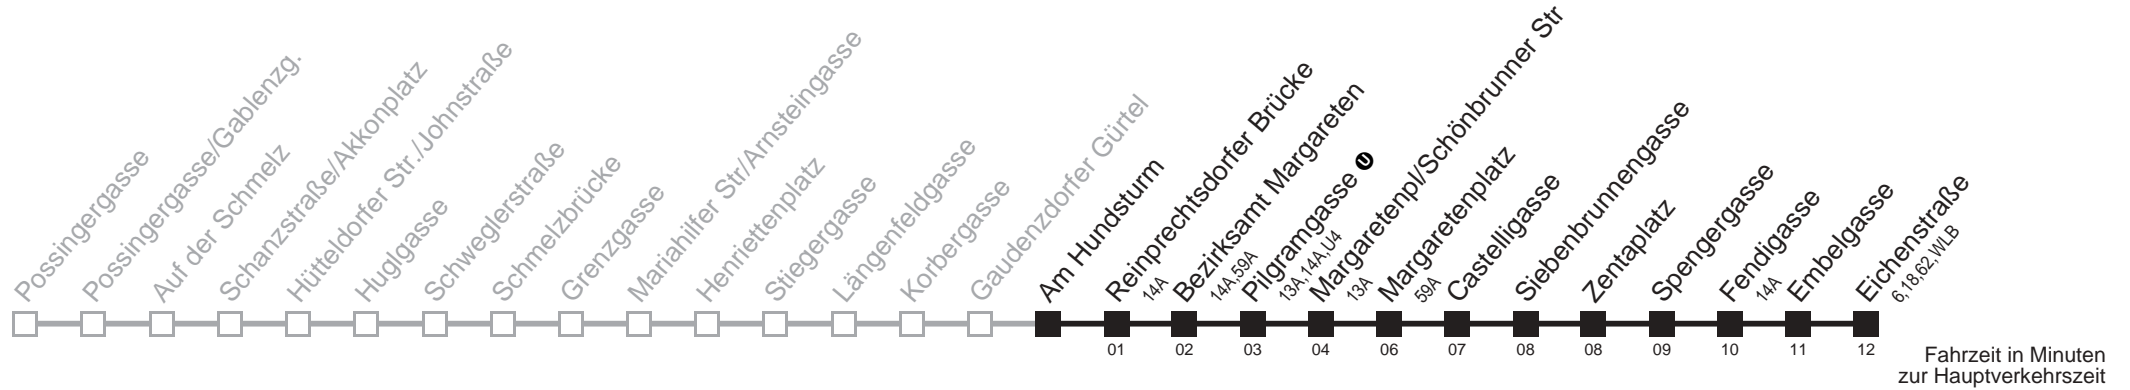 Possingergasse
Possingergasse/Gablenzg.
Auf der Schmelz
Schanzstraße/Akkonplatz
Hütteldorfer Str./Johnstraße
Huglgasse
Schweglerstraße
Schmelzbrücke
Grenzgasse
Mariahilfer Str/Arnsteingasse
Henriettenplatz
Stiegergasse
Längenfeldgasse
Korbergasse
Gaudenzdorfer Gürtel
Am Hundsturm
Reinprechtsdorfer Brücke
14A
Bezirksamt Margareten
14A,59A
Pilgramgasse U
13A,14A,U4
Margaretenpl/Schönbrunner Str
13A
Margaretenplatz
59A
Castelligasse
Siebenbrunnengasse
Zentaplatz
Spengergasse
Fendigasse
14A
Embelgasse
Eichenstraße
6,18,62,WLB
01 02 03 04 06 07 08 08 09 10 11 12
Fahrzeit in Minuten
zur Hauptverkehrszeit